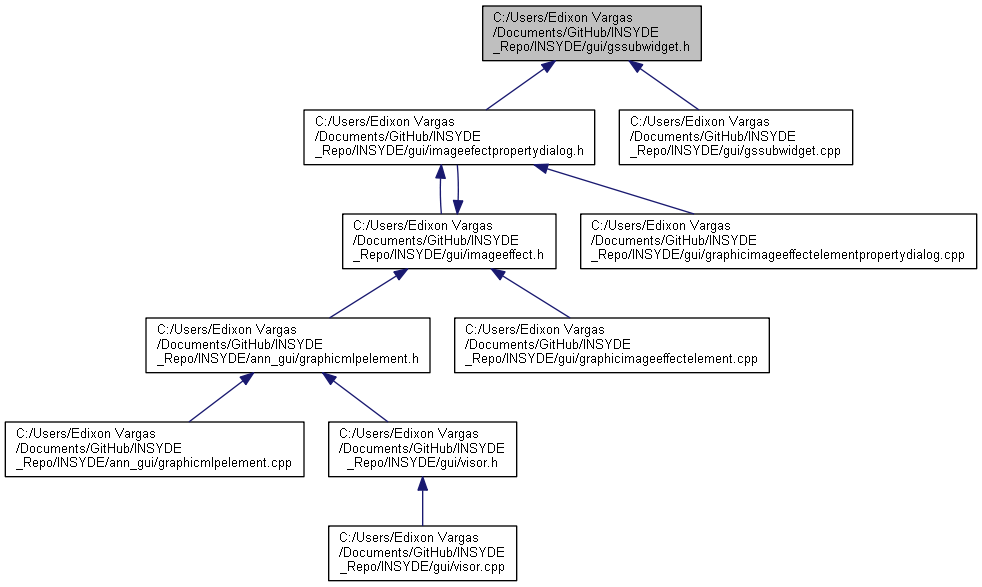 C:/Users/Edixon Vargas
/Documents/GitHub/INSYDE
_Repo/INSYDE/gui/gssubwidget.h
C:/Users/Edixon Vargas
/Documents/GitHub/INSYDE
_Repo/INSYDE/gui/imageefectpropertydialog.h
C:/Users/Edixon Vargas
/Documents/GitHub/INSYDE
_Repo/INSYDE/gui/gssubwidget.cpp
C:/Users/Edixon Vargas
/Documents/GitHub/INSYDE
_Repo/INSYDE/gui/imageeffect.h
C:/Users/Edixon Vargas
/Documents/GitHub/INSYDE
_Repo/INSYDE/gui/graphicimageeffectelementpropertydialog.cpp
C:/Users/Edixon Vargas
/Documents/GitHub/INSYDE
_Repo/INSYDE/ann_gui/graphicmlpelement.h
C:/Users/Edixon Vargas
/Documents/GitHub/INSYDE
_Repo/INSYDE/gui/graphicimageeffectelement.cpp
C:/Users/Edixon Vargas
/Documents/GitHub/INSYDE
_Repo/INSYDE/ann_gui/graphicmlpelement.cpp
C:/Users/Edixon Vargas
/Documents/GitHub/INSYDE
_Repo/INSYDE/gui/visor.h
C:/Users/Edixon Vargas
/Documents/GitHub/INSYDE
_Repo/INSYDE/gui/visor.cpp